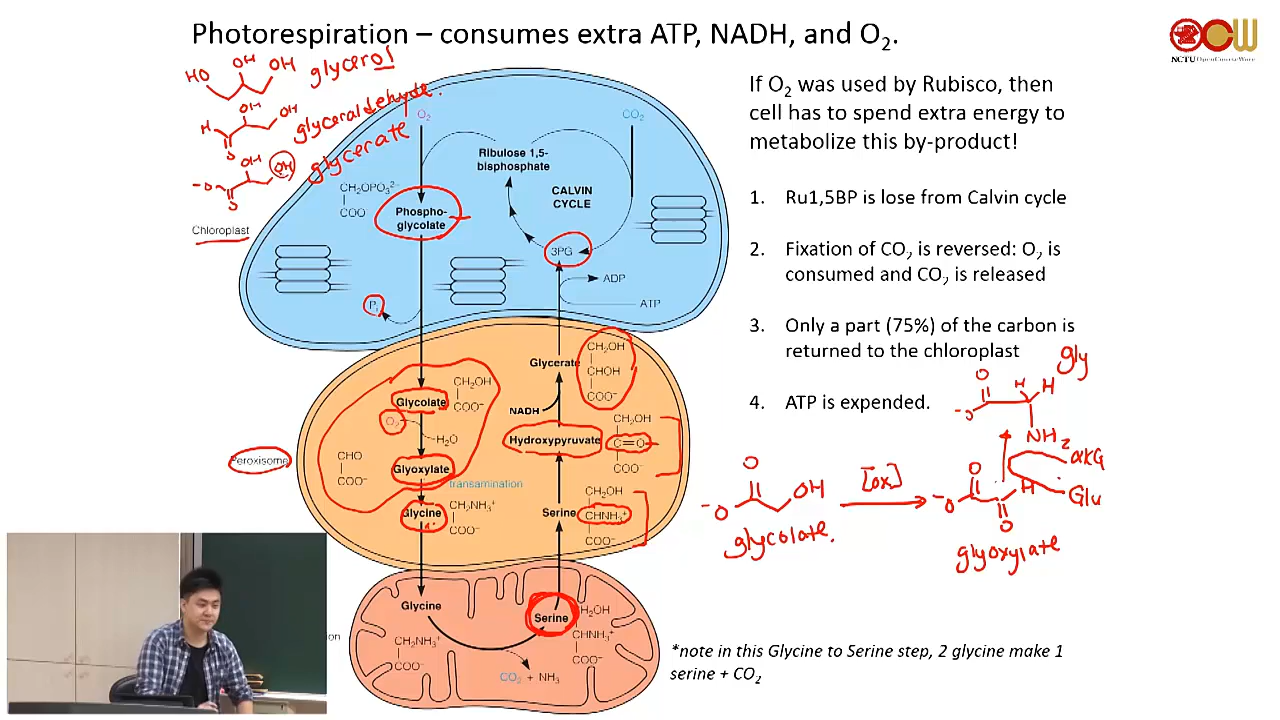 Photorespiration – consumes extra ATP, NADH, and O₂.
NCTU OpenCourseWare
HO OH OH glycerol
H OH OH O glyceraldehyde.
-O OH OH O glycerate
If O₂ was used by Rubisco, then
cell has to spend extra energy to
metabolize this by-product!
1. Ru1,5BP is lose from Calvin cycle
2. Fixation of CO₂ is reversed: O₂ is
consumed and CO₂ is released
3. Only a part (75%) of the carbon is
returned to the chloroplast
4. ATP is expended.
O₂
CO₂
Ribulose 1,5-
bisphosphate
CALVIN
CYCLE
CH₂OPO₃²⁻
COO⁻
Phospho-
glycolate
Chloroplast
3PG
ADP
ATP
Pi
Glycerate
CH₂OH
CHOH
COO⁻
Glycolate
CH₂OH
COO⁻
NADH
O₂
H₂O
Hydroxypyruvate
CH₂OH
C=O
COO⁻
Peroxisome
CHO
COO⁻
Glyoxylate
transamination
Glycine
CH₂NH₃⁺
COO⁻
Serine
CH₂OH
CHNH₃⁺
COO⁻
Glycine
CH₂NH₃⁺
COO⁻
Serine
CH₂OH
CHNH₃⁺
COO⁻
CO₂ + NH₃
gly
O H H
-O
NH₂
αKG
Glu
O
-O OH
glycolate.
[ox]
O H
-O O
glyoxylate
*note in this Glycine to Serine step, 2 glycine make 1
serine + CO₂